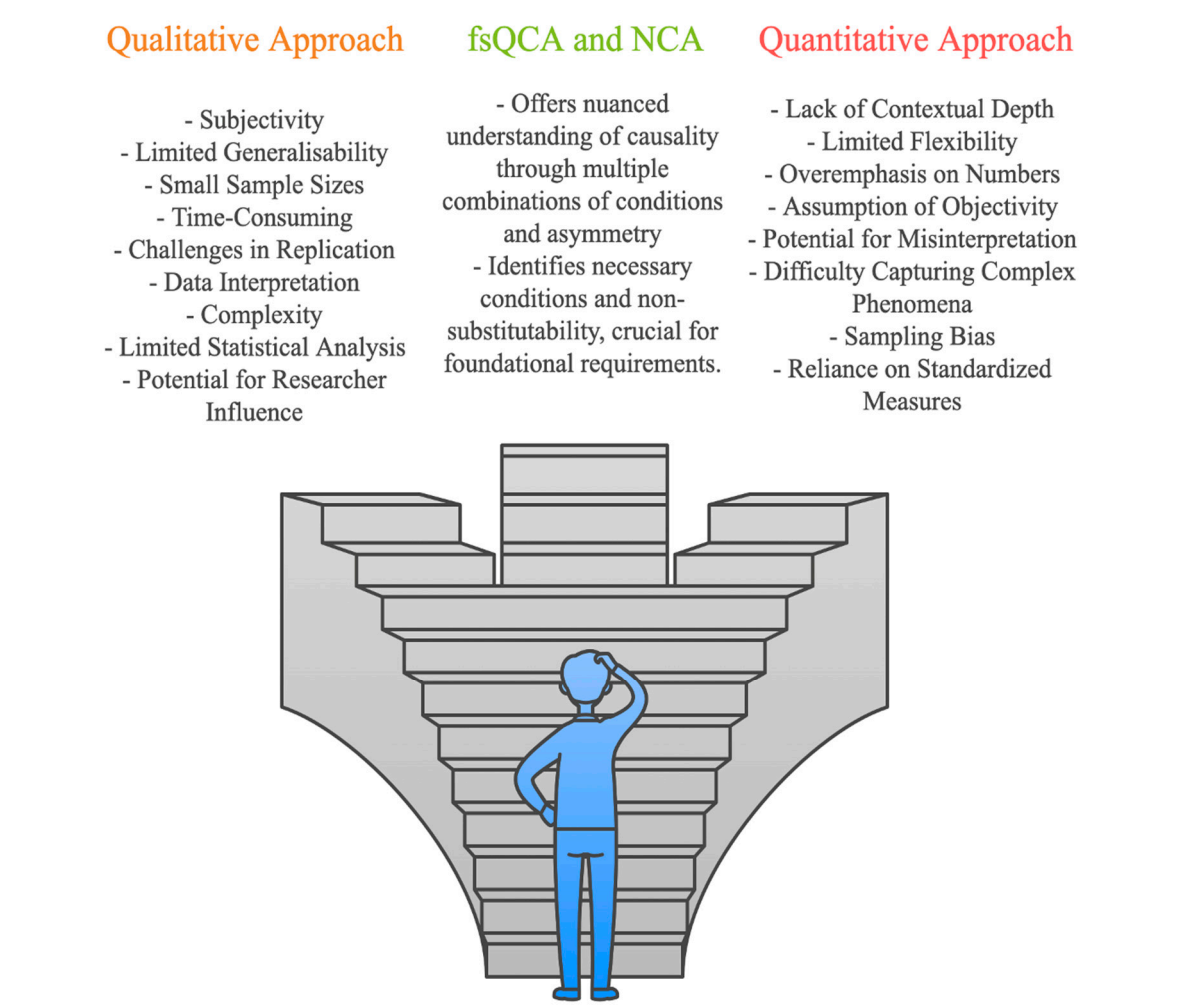 Qualitative Approach
- Subjectivity
- Limited Generalisability
- Small Sample Sizes
- Time-Consuming
- Challenges in Replication
- Data Interpretation
- Complexity
- Limited Statistical Analysis
- Potential for Researcher
Influence
fsQCA and NCA
- Offers nuanced
understanding of causality
through multiple
combinations of conditions
and asymmetry
- Identifies necessary
conditions and non-
substitutability, crucial for
foundational requirements.
Quantitative Approach
- Lack of Contextual Depth
- Limited Flexibility
- Overemphasis on Numbers
- Assumption of Objectivity
- Potential for Misinterpretation
- Difficulty Capturing Complex
Phenomena
- Sampling Bias
- Reliance on Standardized
Measures